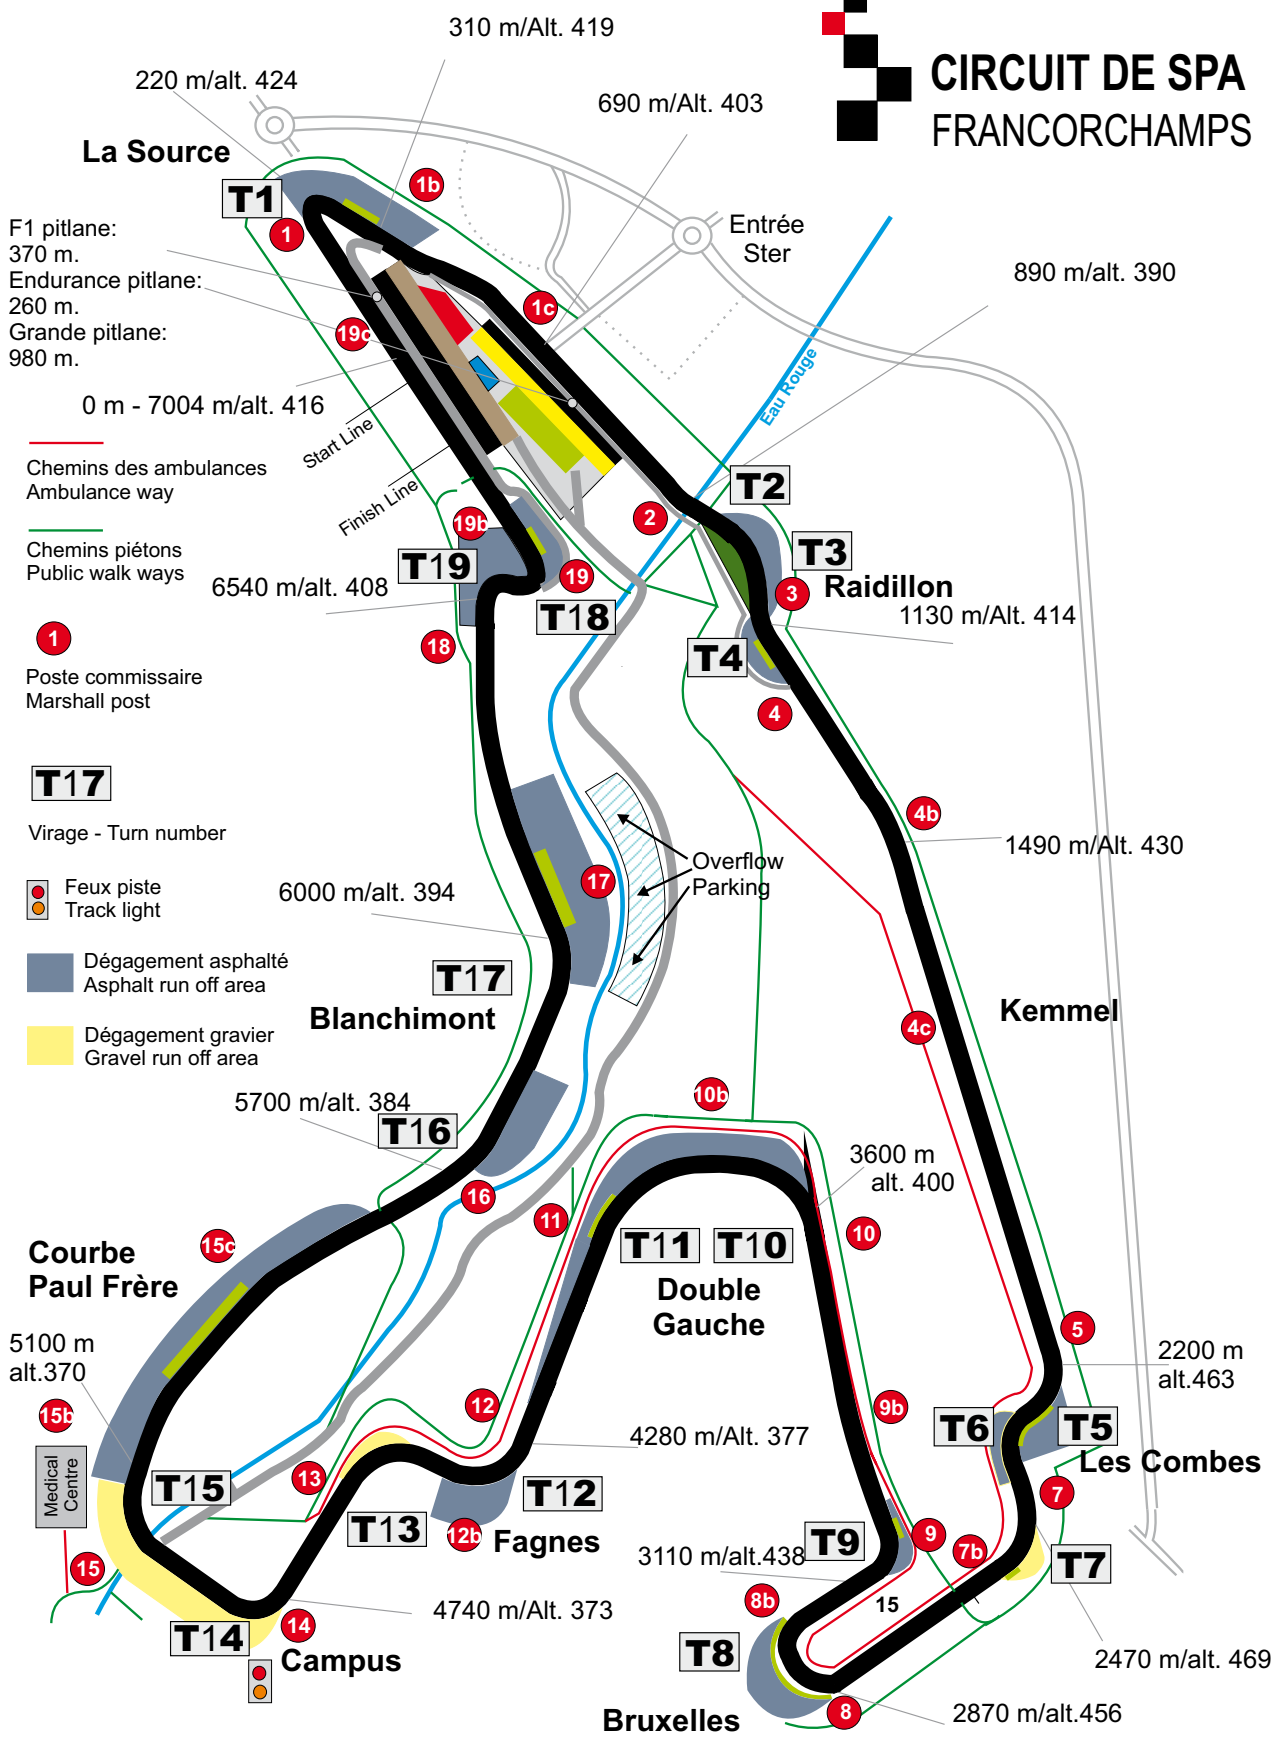 310 m/Alt. 419
CIRCUIT DE SPA
FRANCORCHAMPS
220 m/alt. 424
690 m/Alt. 403
La Source
T1
1b
1
F1 pitlane:
370 m.
Endurance pitlane:
260 m.
Grande pitlane:
980 m.
Entrée
Ster
890 m/alt. 390
1c
19c
Eau Rouge
0 m - 7004 m/alt. 416
Start Line
Finish Line
Chemins des ambulances
Ambulance way
Chemins piétons
Public walk ways
1
Poste commissaire
Marshall post
T17
Virage - Turn number
Feux piste
Track light
Dégagement asphalté
Asphalt run off area
Dégagement gravier
Gravel run off area
T2
2
19b
T3
T19
19
3
Raidillon
6540 m/alt. 408
T18
1130 m/Alt. 414
18
T4
4
4b
1490 m/Alt. 430
Overflow
Parking
17
6000 m/alt. 394
T17
Blanchimont
Kemmel
4c
5700 m/alt. 384
T16
10b
3600 m
alt. 400
16
11
10
15c
Courbe
Paul Frère
T11
T10
Double
Gauche
5
5100 m
alt.370
2200 m
alt.463
15b
12
9b
T6
T5
4280 m/Alt. 377
Les Combes
Medical
Centre
13
T15
T12
7
T13
12b
Fagnes
T9
9
7b
3110 m/alt.438
T7
15
8b
15
4740 m/Alt. 373
14
T14
Campus
T8
2470 m/alt. 469
8
2870 m/alt.456
Bruxelles